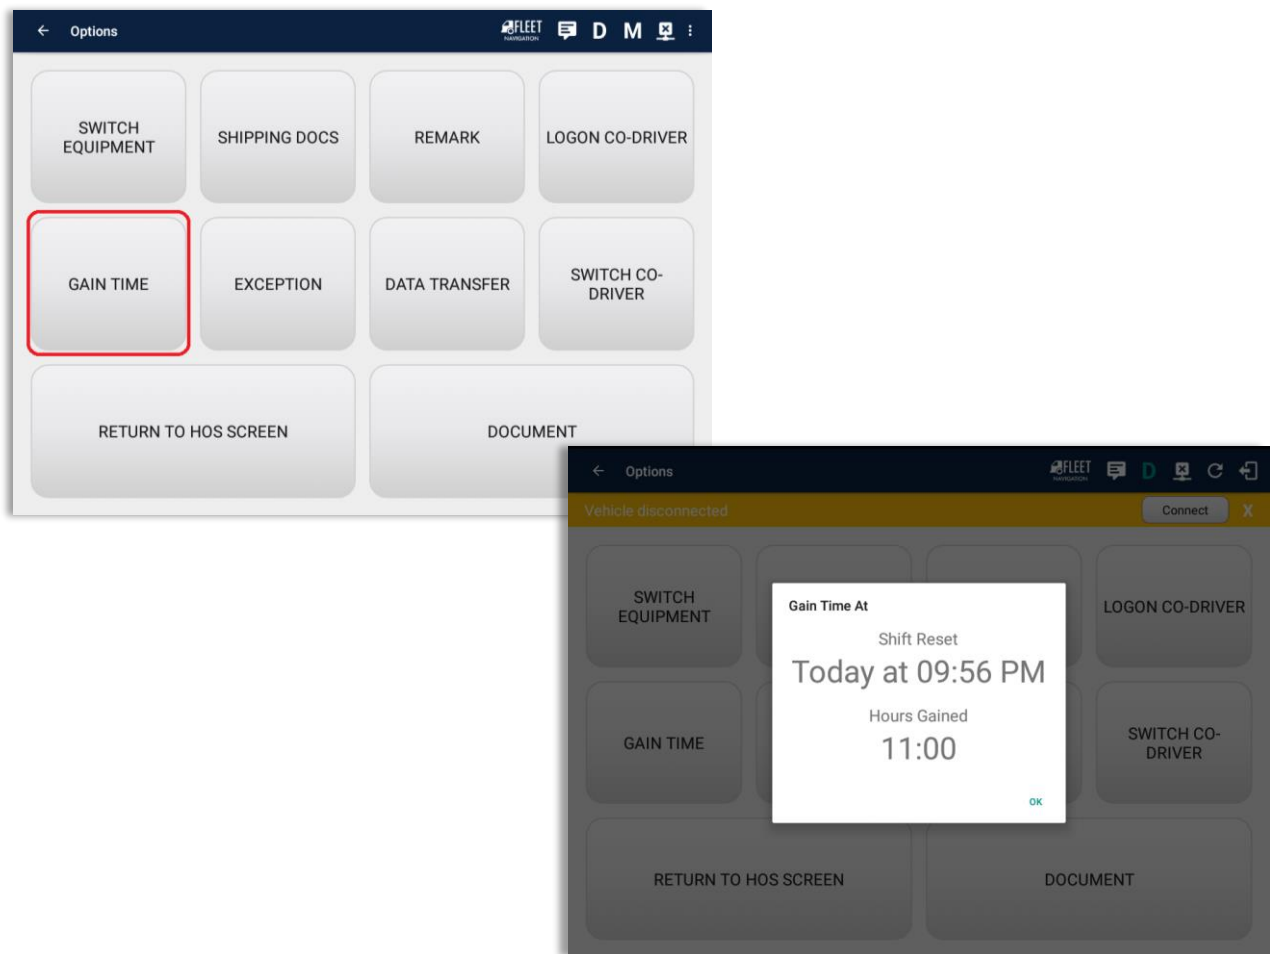 Options
FLEET
NAVIGATION
D M
SWITCH
EQUIPMENT
SHIPPING DOCS
REMARK
LOGON CO-DRIVER
GAIN TIME
EXCEPTION
DATA TRANSFER
SWITCH CO-
DRIVER
RETURN TO HOS SCREEN
DOCUMENT
Options
FLEET
NAVIGATION
D
Vehicle disconnected
Connect
X
SWITCH
EQUIPMENT
LOGON CO-DRIVER
Gain Time At
Shift Reset
Today at 09:56 PM
Hours Gained
11:00
OK
GAIN TIME
SWITCH CO-
DRIVER
RETURN TO HOS SCREEN
DOCUMENT